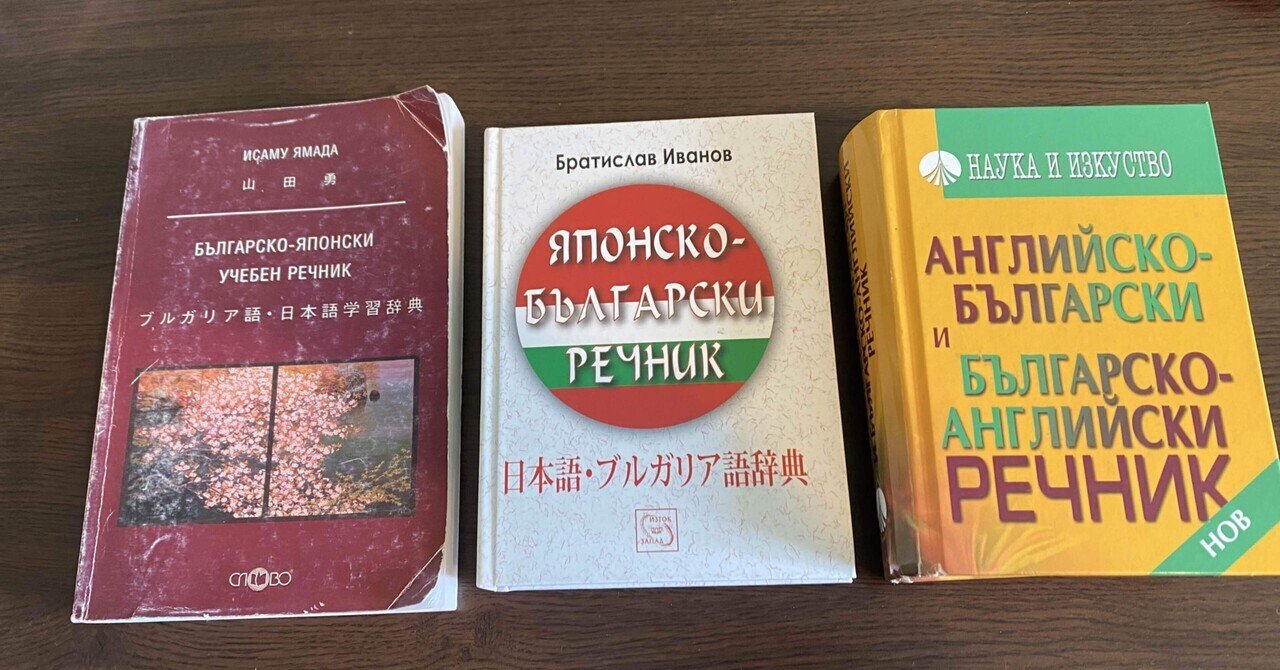 ИСАМУ ЯМАДА
山田 勇
БЪЛГАРСКО-ЯПОНСКИ
УЧЕБЕН РЕЧНИК
ブルガリア語・日本語学習辞典
СЛОВО
Братислав Иванов
ЯПОНСКО-
БЪЛГАРСКИ
РЕЧНИК
日本語・ブルガリア語辞典
ИЗТОК
ЗАПАД
НАУКА И ИЗКУСТВО
АНГЛИЙСКО-
БЪЛГАРСКИ
И
БЪЛГАРСКО-
АНГЛИЙСКИ
РЕЧНИК
НОВ
РЕЧНИК